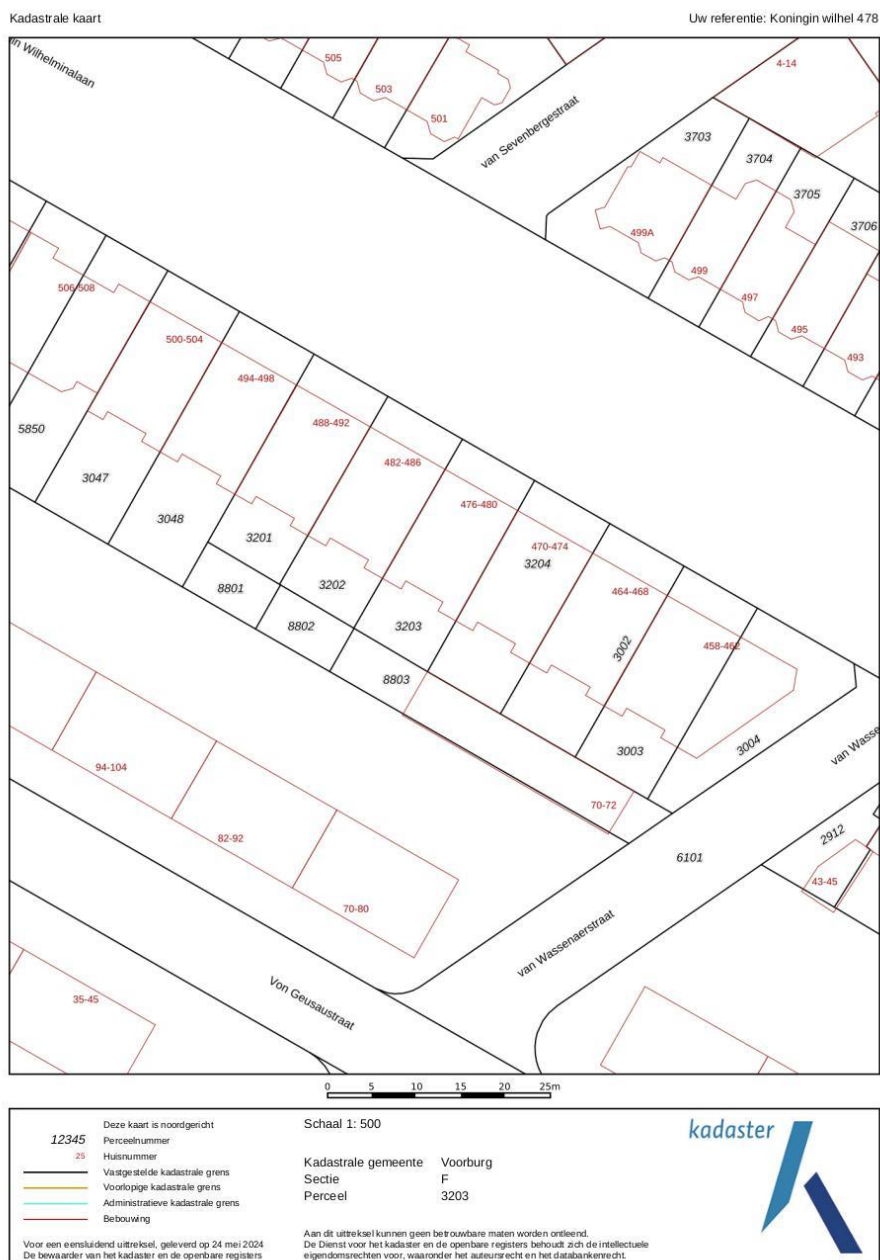 Kadastrale kaart
Uw referentie: Koningin wilhel 478
in Wilhelminalaan
505
503
501
van Sevenbergestraat
4-14
3703
3704
3705
3706
499A
499
497
495
493
506-508
500-504
494-498
488-492
482-486
476-480
470-474
464-468
458-462
5850
3047
3048
3201
3202
3203
3204
3002
3003
3004
8801
8802
8803
van Wasse
94-104
82-92
70-80
70-72
6101
2912
43-45
van Wassenaerstraat
Von Geusaustraat
35-45
0 5 10 15 20 25m
Deze kaart is noordgericht
12345 Perceelnummer
25 Huisnummer
Vastgestelde kadastrale grens
Voorlopige kadastrale grens
Administratieve kadastrale grens
Bebouwing
Voor een eensluidend uittreksel, geleverd op 24 mei 2024
De bewaarder van het kadaster en de openbare registers
Schaal 1: 500
Kadastrale gemeente Voorburg
Sectie F
Perceel 3203
Aan dit uittreksel kunnen geen betrouwbare maten worden ontleend.
De Dienst voor het kadaster en de openbare registers behoudt zich de intellectuele
eigendomsrechten voor, waaronder het auteursrecht en het databankenrecht.
kadaster